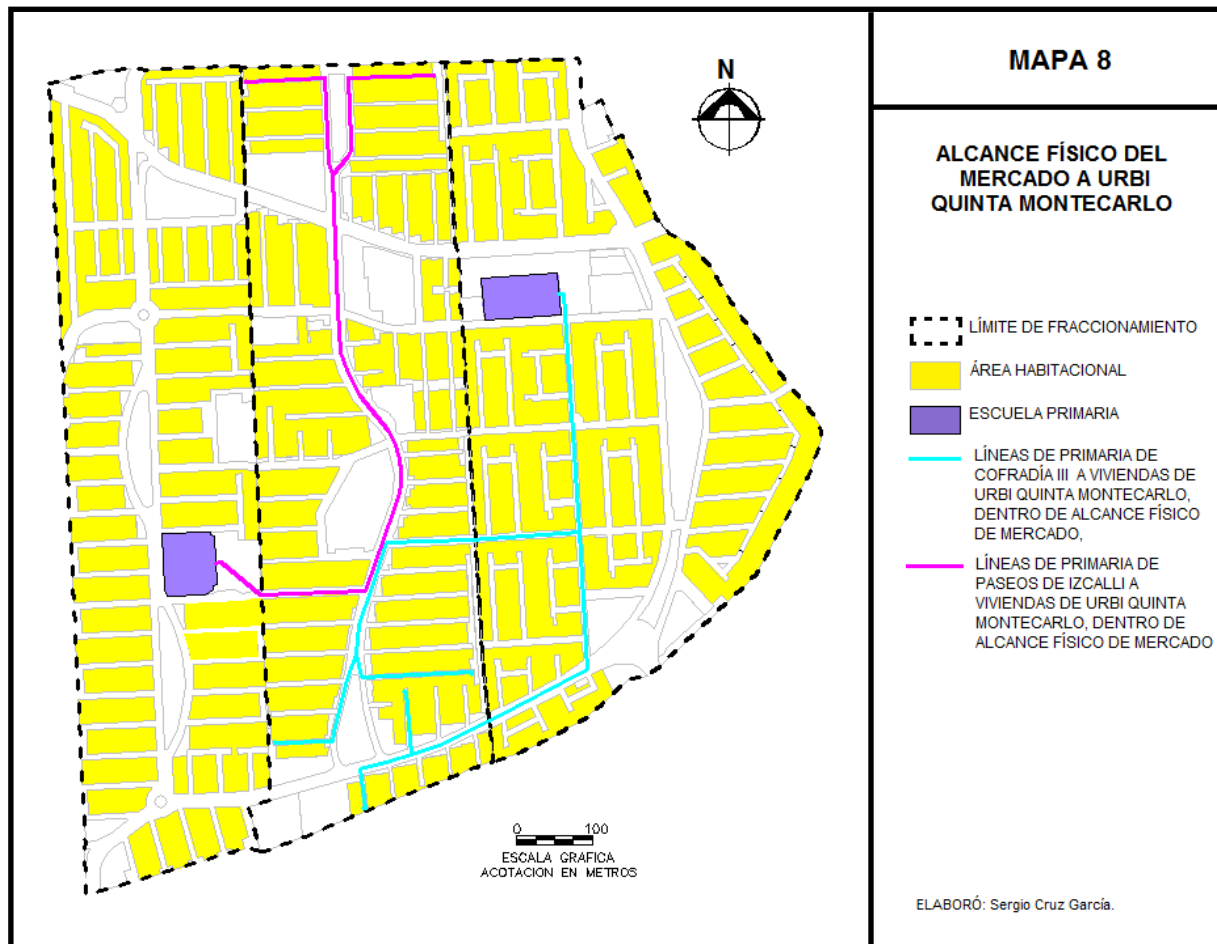 MAPA 8
ALCANCE FÍSICO DEL
MERCADO A URBI
QUINTA MONTECARLO
N
LÍMITE DE FRACCIONAMIENTO
ÁREA HABITACIONAL
ESCUELA PRIMARIA
LÍNEAS DE PRIMARIA DE
COFRADÍA III A VIVIENDAS DE
URBI QUINTA MONTECARLO,
DENTRO DE ALCANCE FÍSICO
DE MERCADO,
LÍNEAS DE PRIMARIA DE
PASEOS DE IZCALLI A
VIVIENDAS DE URBI QUINTA
MONTECARLO, DENTRO DE
ALCANCE FÍSICO DE MERCADO
0 100
ESCALA GRAFICA
ACOTACION EN METROS
ELABORÓ: Sergio Cruz García.